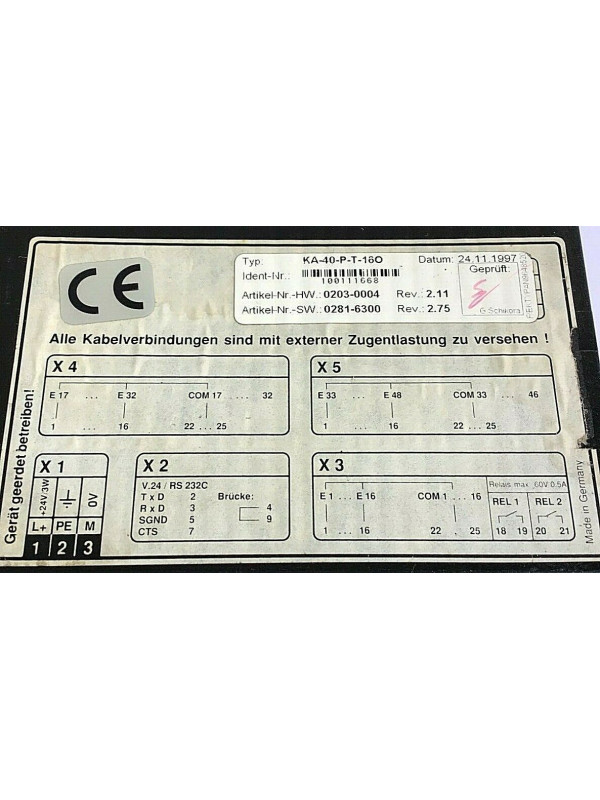 CE
Typ: KA-40-P-T-16O Datum: 24.11.1997
Ident-Nr.: 100111668 Geprüft:
Artikel-Nr.-HW.: 0203-0004 Rev.: 2.11
Artikel-Nr.-SW.: 0281-6300 Rev.: 2.75
G.Schikora
Alle Kabelverbindungen sind mit externer Zugentlastung zu versehen !
Gerät geerdet betreiben!
X 4
E 17 ... E 32 COM 17 ..... 32
1 ... 16 22 ... 25
X 5
E 33 ... E 48 COM 33 ... 46
1 ... 16 22 ... 25
X 1
+24V/3W 0V
L+ PE M
1 2 3
X 2
V.24 / RS 232C
T x D 2 Brücke:
R x D 3 4
SGND 5 9
CTS 7
X 3
Relais max. 60V 0.5A
E 1 ... E 16 COM 1 ... 16 REL 1 REL 2
1 ... 16 22 . 25 18 19 20 21
Made in Germany